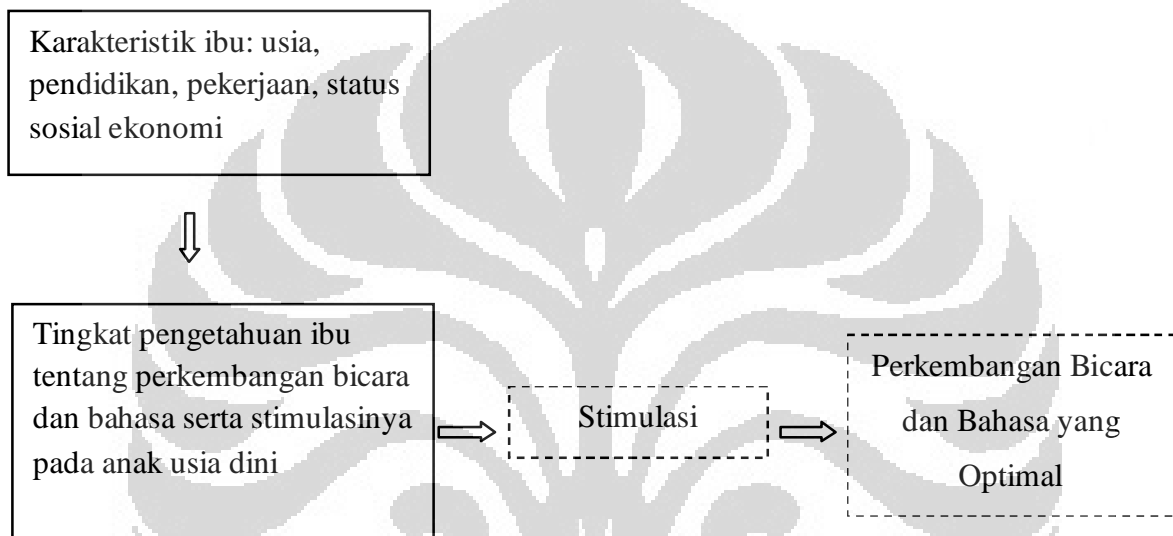 Karakteristik ibu: usia,
pendidikan, pekerjaan, status
sosial ekonomi
Tingkat pengetahuan ibu
tentang perkembangan bicara
dan bahasa serta stimulasinya
pada anak usia dini
Stimulasi
Perkembangan Bicara
dan Bahasa yang
Optimal